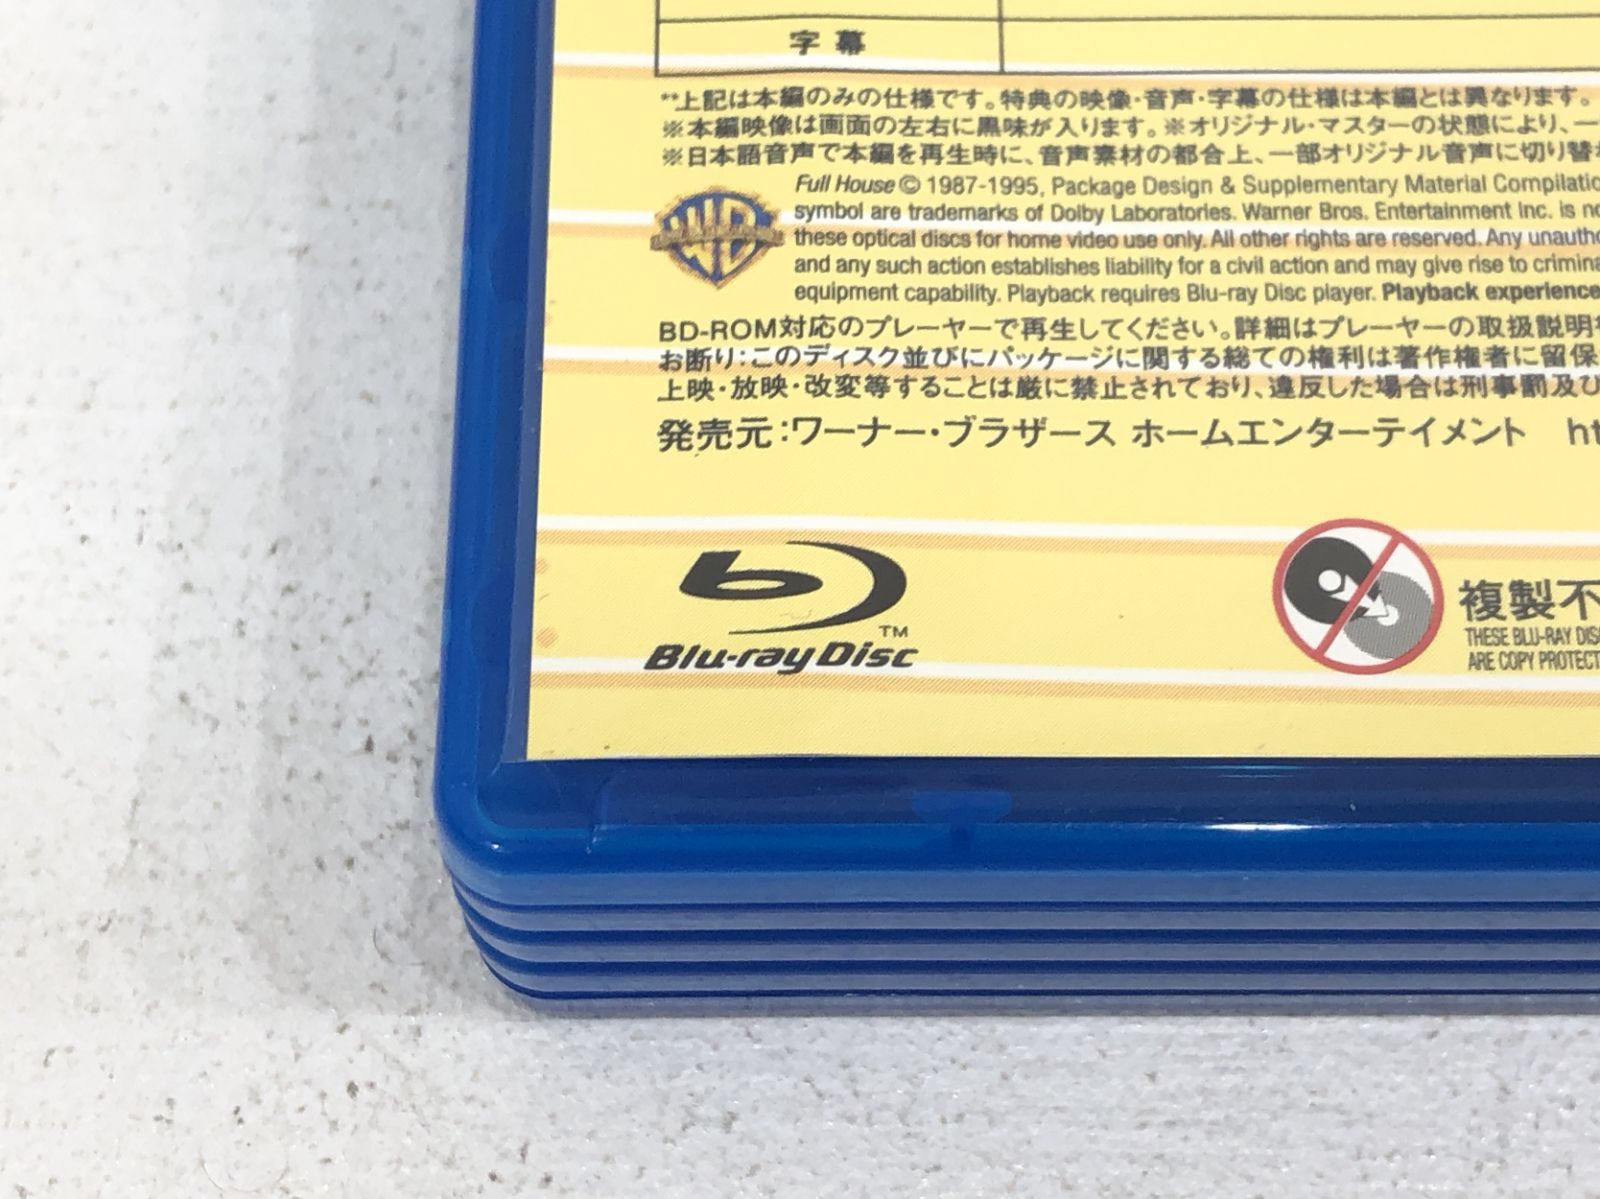 字幕
**上記は本編のみの仕様です。特典の映像・音声・字幕の仕様は本編とは異なります。
※本編映像は画面の左右に黒味が入ります。※オリジナル・マスターの状態により、一
※日本語音声で本編を再生時に、音声素材の都合上、一部オリジナル音声に切り替
Full House © 1987-1995, Package Design & Supplementary Material Compilatio
symbol are trademarks of Dolby Laboratories. Warner Bros. Entertainment Inc. is no
these optical discs for home video use only. All other rights are reserved. Any unautho
and any such action establishes liability for a civil action and may give rise to crimina
equipment capability. Playback requires Blu-ray Disc player. Playback experience
WB
BD-ROM対応のプレーヤーで再生してください。詳細はプレーヤーの取扱説明
お断り:このディスク並びにパッケージに関する総ての権利は著作権者に留保
上映・放映・改変等することは厳に禁止されており、違反した場合は刑事罰及び
発売元:ワーナー・ブラザース ホームエンターテイメント ht
Blu-ray Disc TM
複製不
THESE BLU-RAY DISC
ARE COPY PROTECT